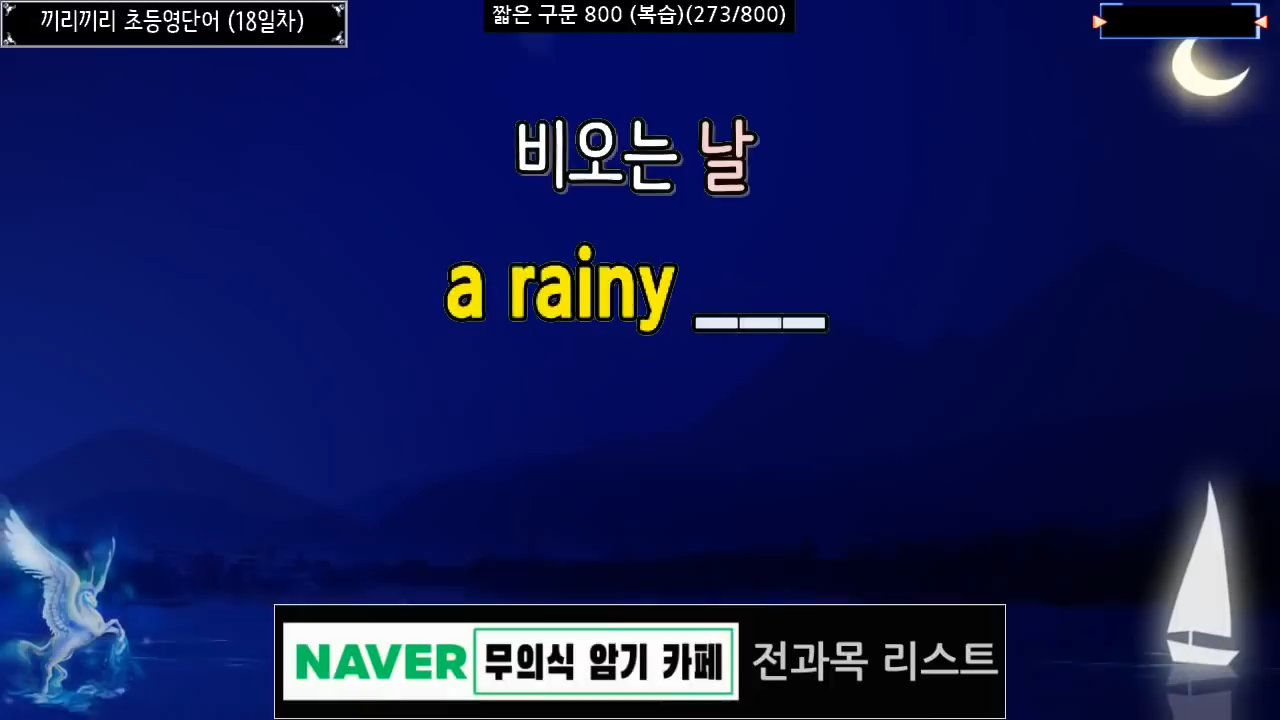 끼리끼리 초등영단어 (18일차)
짧은 구문 800 (복습)(273/800)
비오는 날
a rainy ___
NAVER 무의식 암기 카페 전과목 리스트